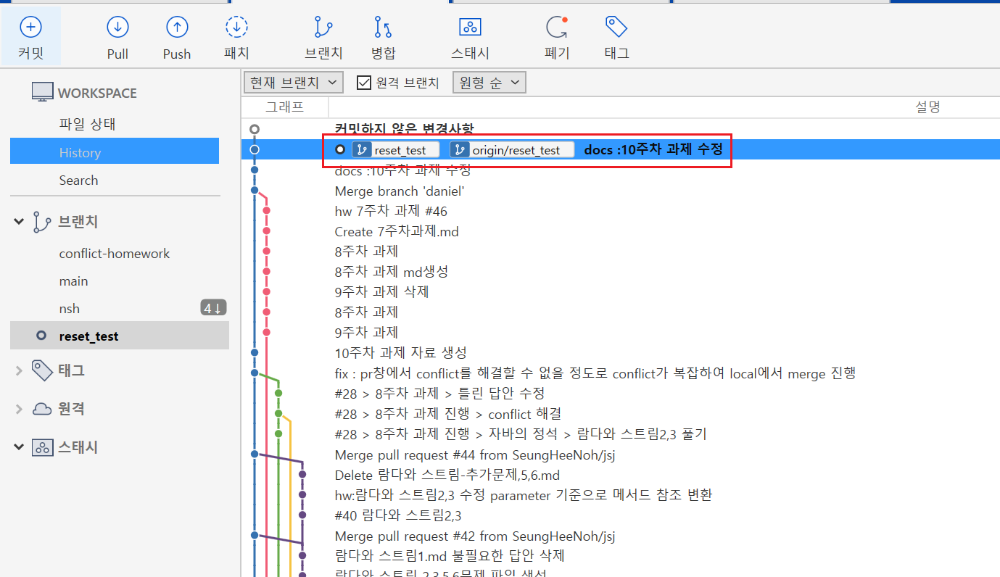 커밋 Pull Push 패치 브랜치 병합 스태시 폐기 태그
WORKSPACE
파일 상태
History
Search
브랜치
conflict-homework
main
nsh 4↓
reset_test
태그
원격
스태시
현재 브랜치 원격 브랜치 원형 순
그래프 설명
커밋하지 않은 변경사항
reset_test origin/reset_test docs :10주차 과제 수정
docs :10주차 과제 수정
Merge branch 'daniel'
hw 7주차 과제 #46
Create 7주차과제.md
8주차 과제
8주차 과제 md생성
9주차 과제 삭제
8주차 과제
9주차 과제
10주차 과제 자료 생성
fix : pr창에서 conflict를 해결할 수 없을 정도로 conflict가 복잡하여 local에서 merge 진행
#28 > 8주차 과제 > 틀린 답안 수정
#28 > 8주차 과제 진행 > conflict 해결
#28 > 8주차 과제 진행 > 자바의 정석 > 람다와 스트림2,3 풀기
Merge pull request #44 from SeungHeeNoh/jsj
Delete 람다와 스트림-추가문제,5,6.md
hw:람다와 스트림2,3 수정 parameter 기준으로 메서드 참조 변환
#40 람다와 스트림2,3
Merge pull request #42 from SeungHeeNoh/jsj
람다와 스트림1.md 불필요한 답안 삭제
람다와 스트림 2,3,5,6문제 파일 생성